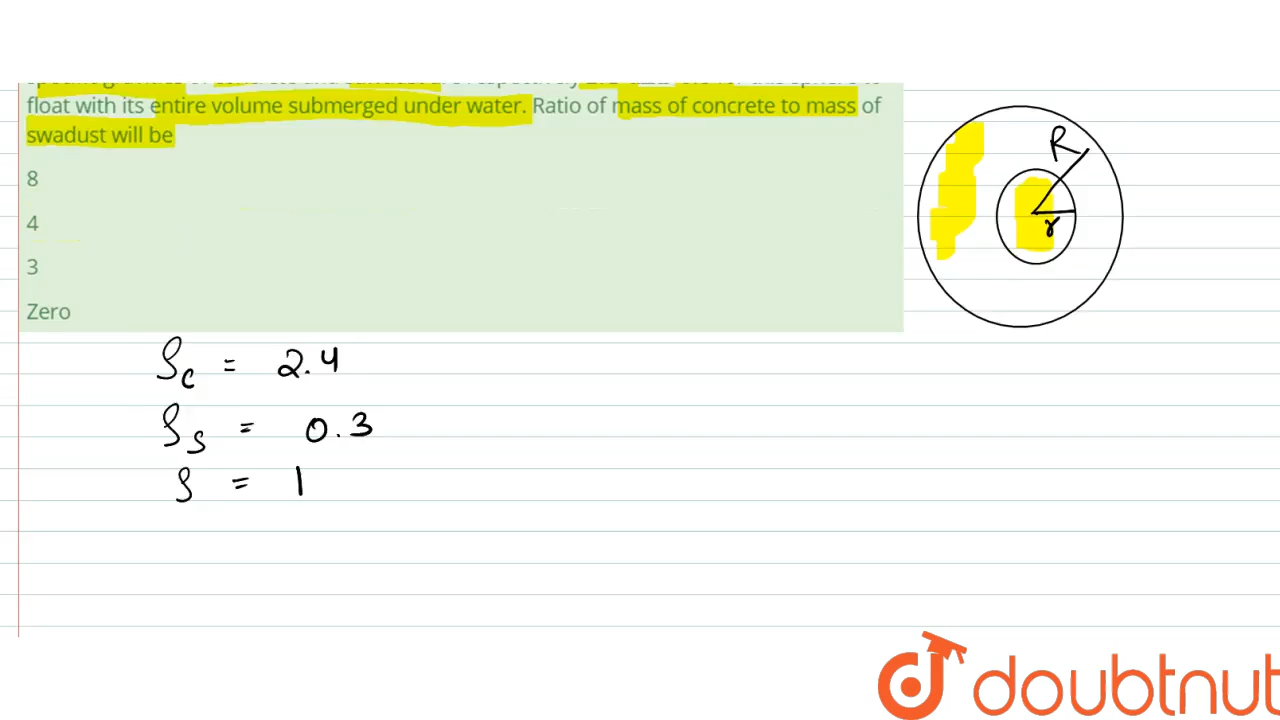 float with its entire volume submerged under water. Ratio of mass of concrete to mass of
swadust will be
8
4
3
Zero
R
r
ρc = 2.4
ρs = 0.3
ρ = 1
doubtnut